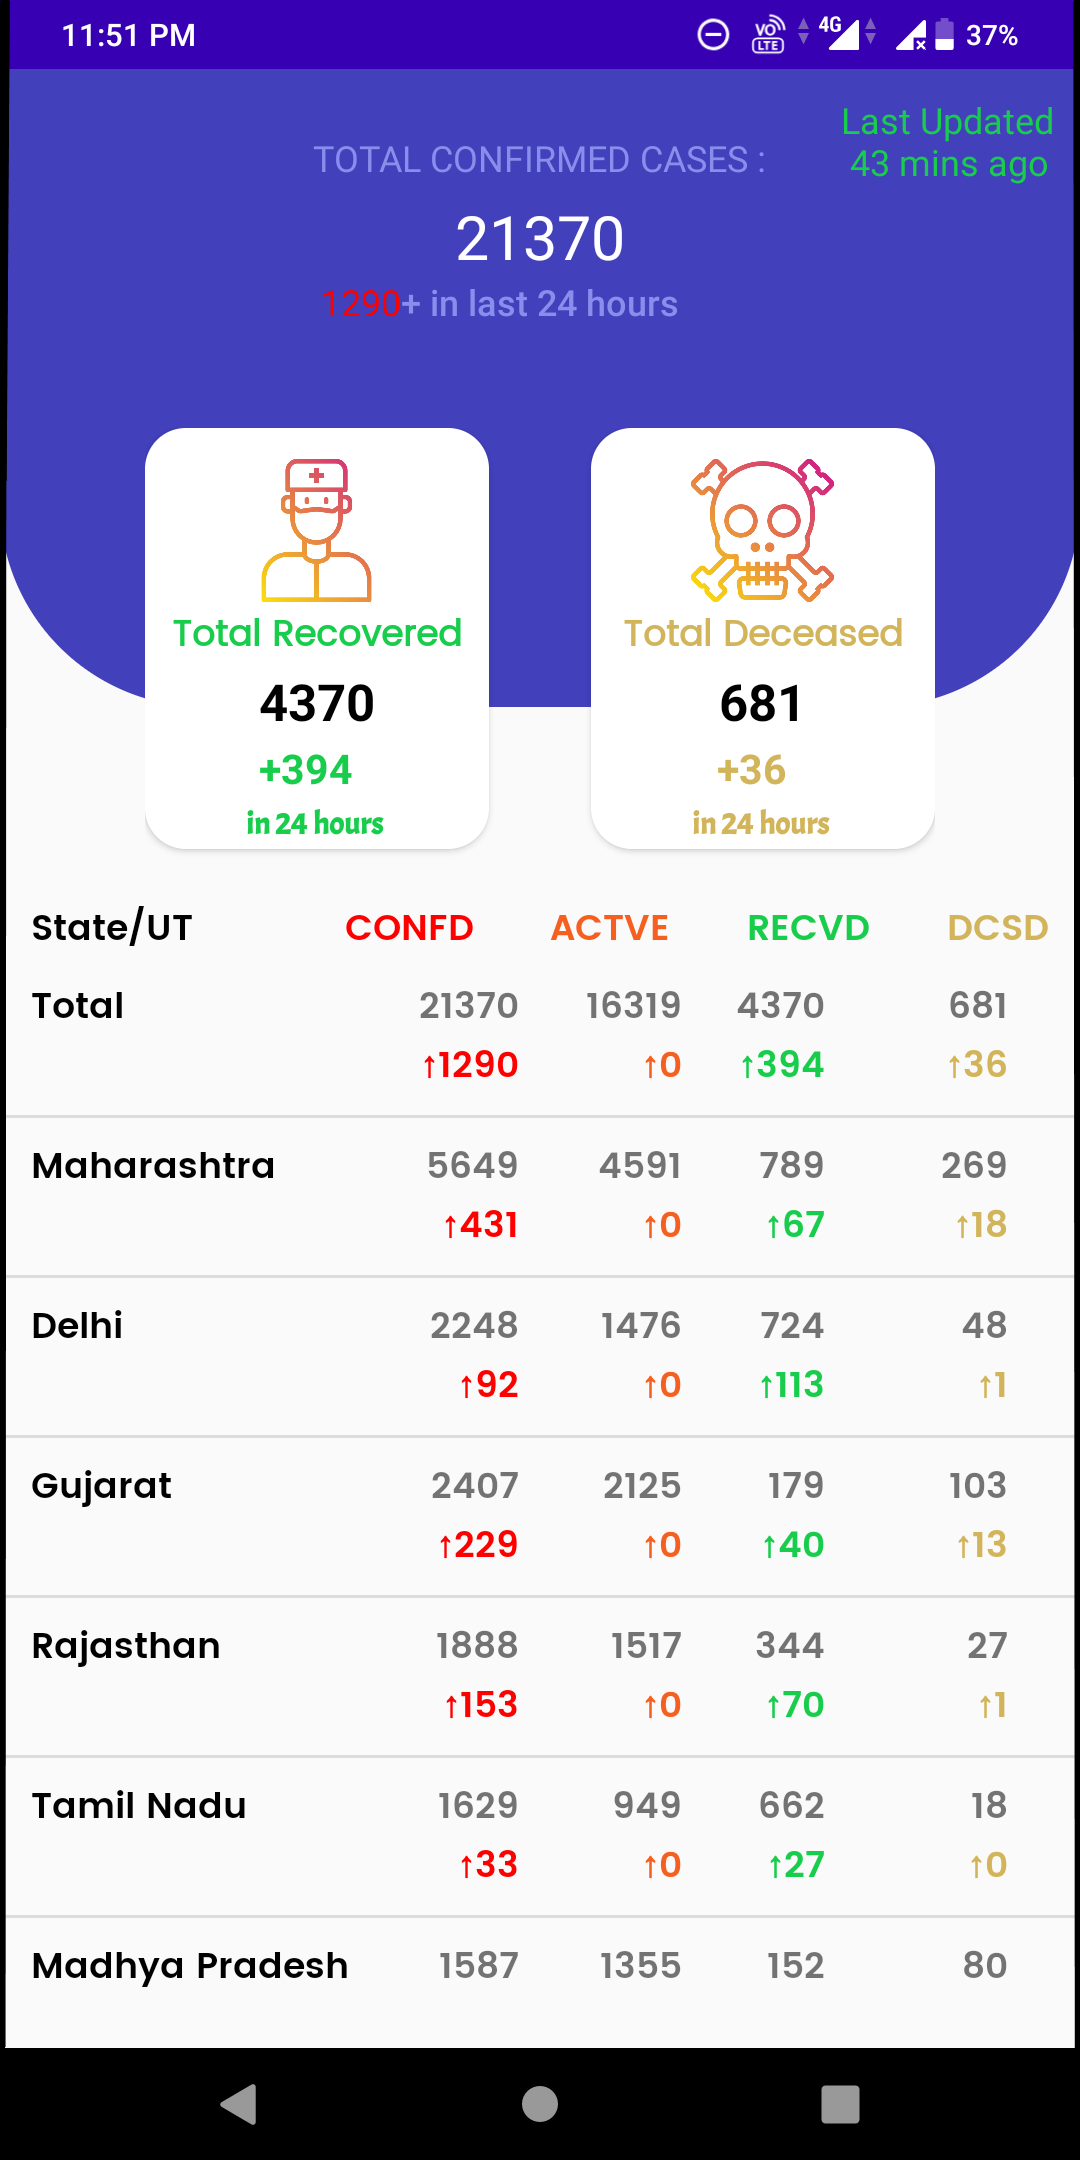 11:51 PM VO LTE 4G 37%
Last Updated
43 mins ago
TOTAL CONFIRMED CASES :
21370
1290+ in last 24 hours
Total Recovered
4370
+394
in 24 hours
Total Deceased
681
+36
in 24 hours
State/UT CONFD ACTVE RECVD DCSD
Total 21370 16319 4370 681
↑1290 ↑0 ↑394 ↑36
Maharashtra 5649 4591 789 269
↑431 ↑0 ↑67 ↑18
Delhi 2248 1476 724 48
↑92 ↑0 ↑113 ↑1
Gujarat 2407 2125 179 103
↑229 ↑0 ↑40 ↑13
Rajasthan 1888 1517 344 27
↑153 ↑0 ↑70 ↑1
Tamil Nadu 1629 949 662 18
↑33 ↑0 ↑27 ↑0
Madhya Pradesh 1587 1355 152 80